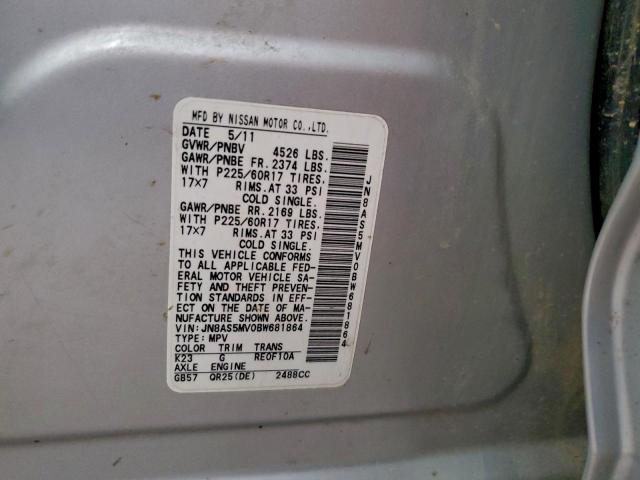 MFD BY NISSAN MOTOR CO.,LTD.
DATE 5/11
GVWR/PNBV 4526 LBS.
GAWR/PNBE FR. 2374 LBS.
WITH P225/60R17 TIRES,
17x7 RIMS.AT 33 PSI
COLD SINGLE.
GAWR/PNBE RR. 2169 LBS.
WITH P225/60R17 TIRES,
17x7 RIMS.AT 33 PSI
COLD SINGLE.
THIS VEHICLE CONFORMS
TO ALL APPLICABLE FED-
ERAL MOTOR VEHICLE SA-
FETY AND THEFT PREVEN-
TION STANDARDS IN EFF-
ECT ON THE DATE OF
MANUFACTURE SHOWN ABOVE.
VIN:JN8AS5MV0BW681864
TYPE: MPV
COLOR TRIM TRANS
K23 G RE0F10A
AXLE ENGINE
GB57 QR25(DE) 2488CC
JN8AS5MV0BW681864